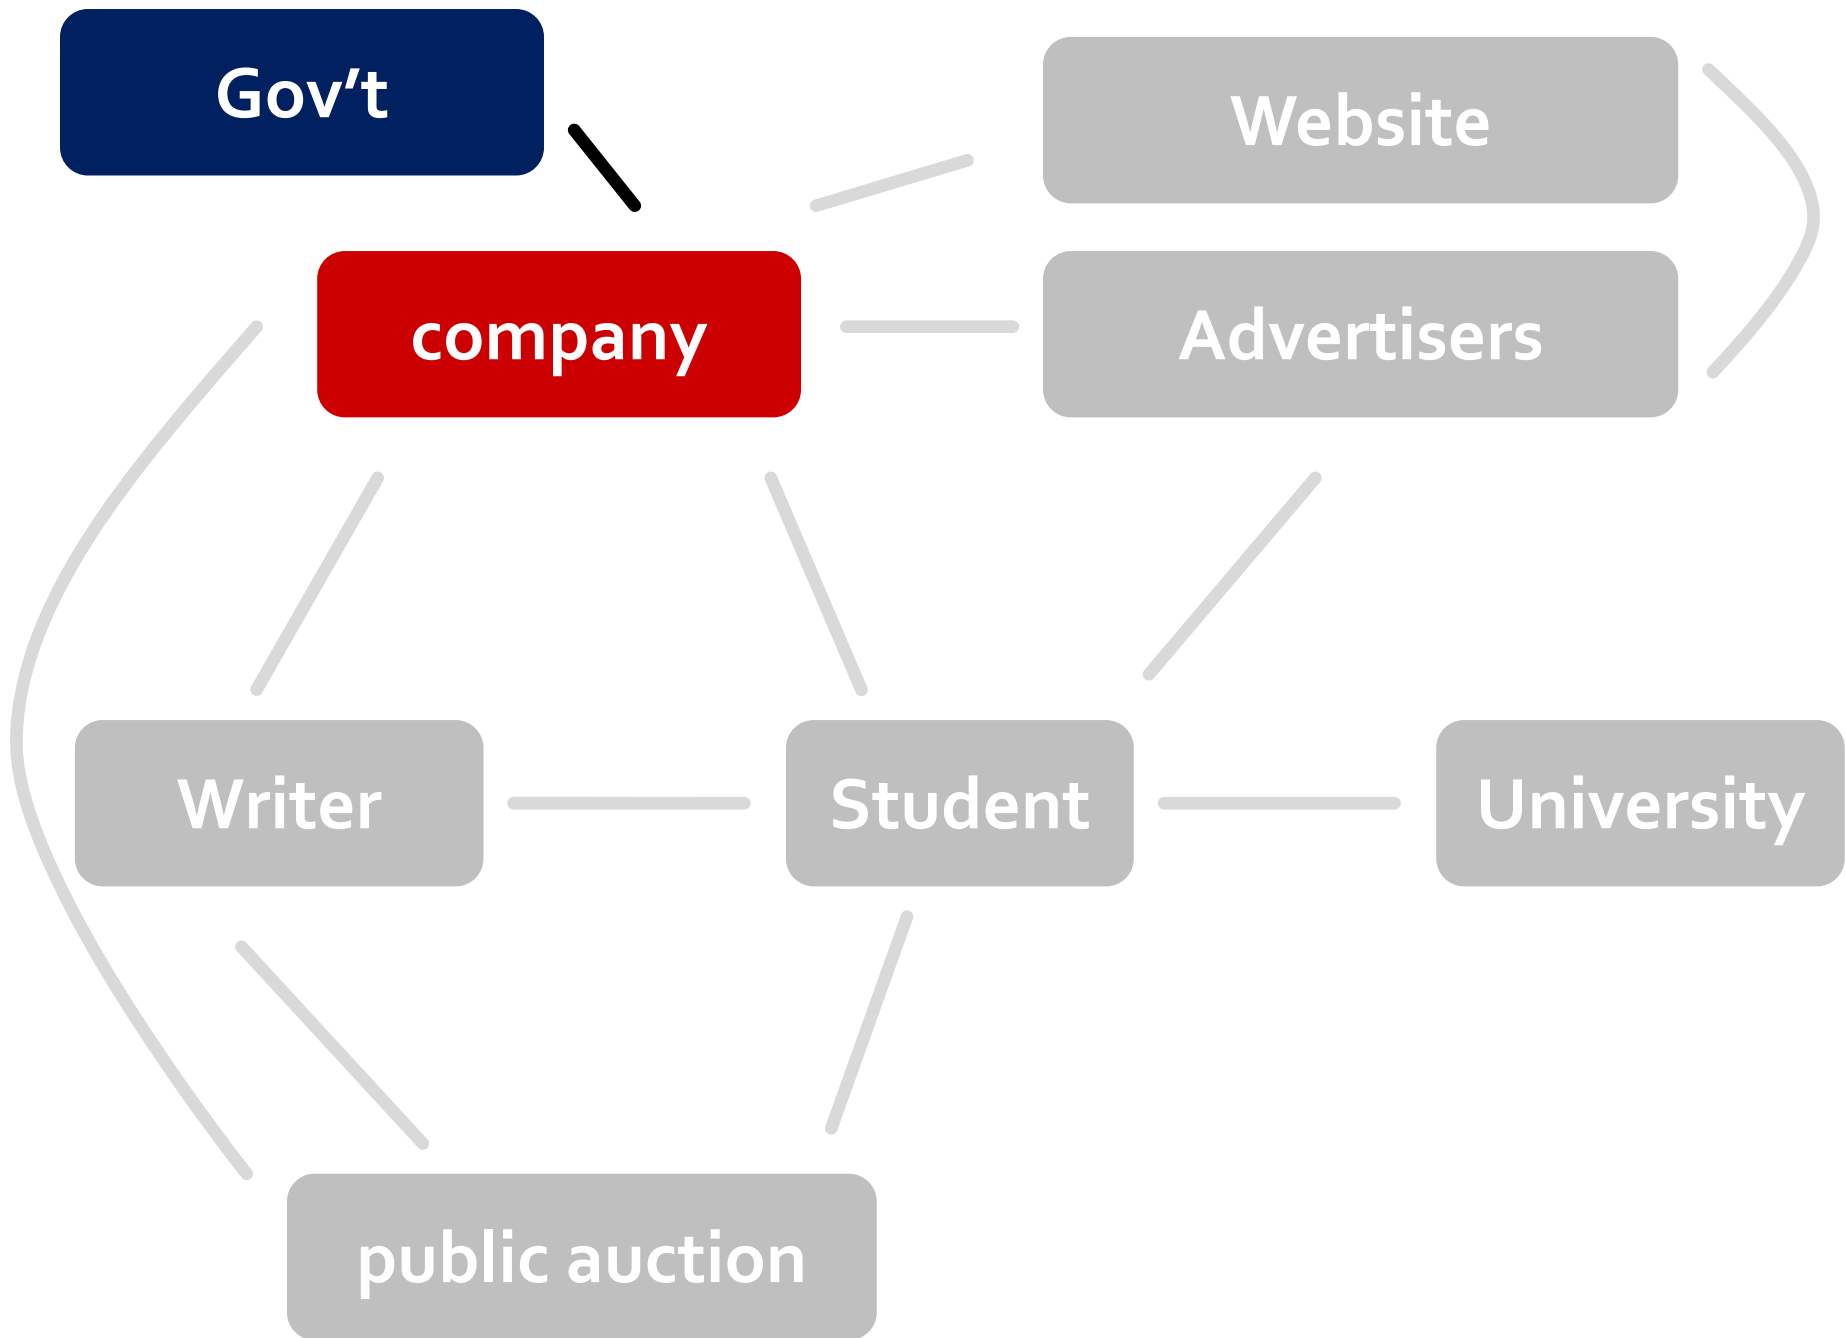 Gov’t
Website
company
Advertisers
Writer
Student
University
public auction